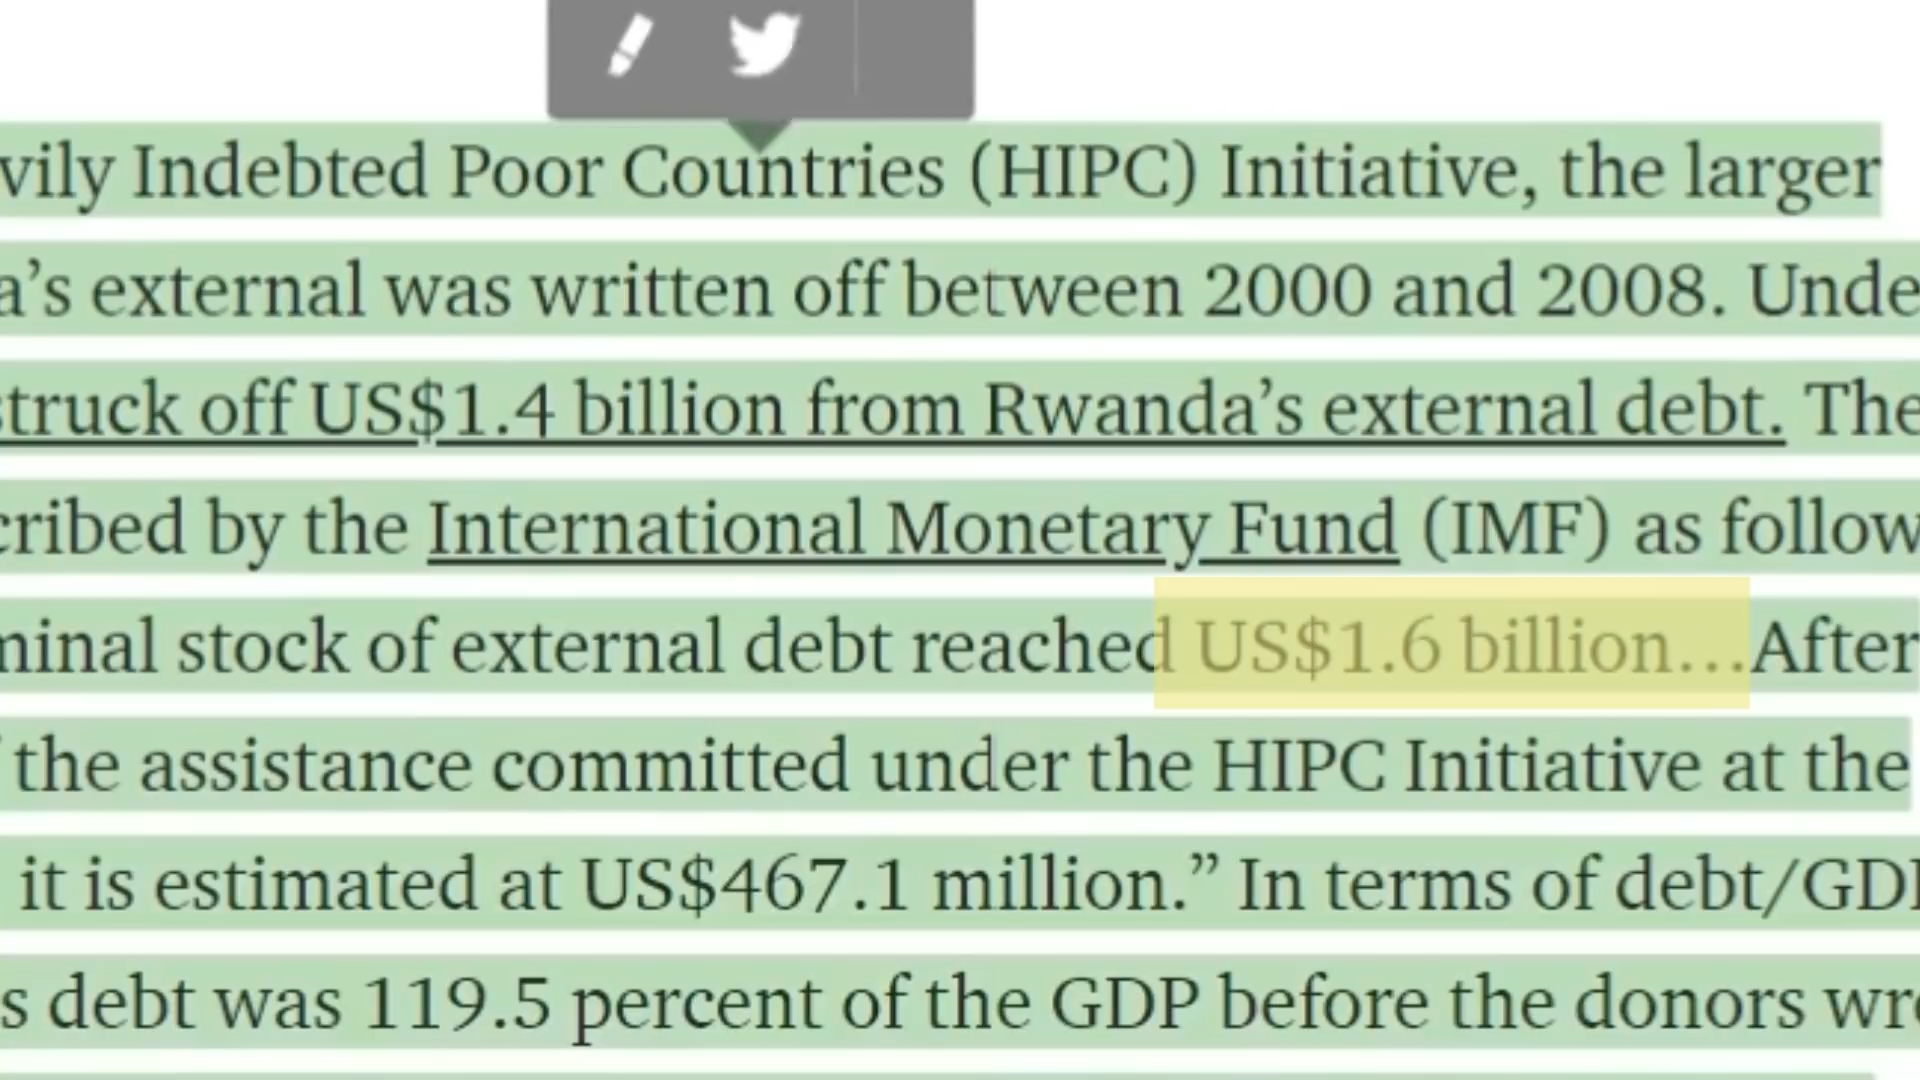 vily Indebted Poor Countries (HIPC) Initiative, the larger
a’s external was written off between 2000 and 2008. Unde
struck off US$1.4 billion from Rwanda’s external debt. The
cribed by the International Monetary Fund (IMF) as follow
minal stock of external debt reached US$1.6 billion…After
the assistance committed under the HIPC Initiative at the
it is estimated at US$467.1 million.” In terms of debt/GD
s debt was 119.5 percent of the GDP before the donors wr